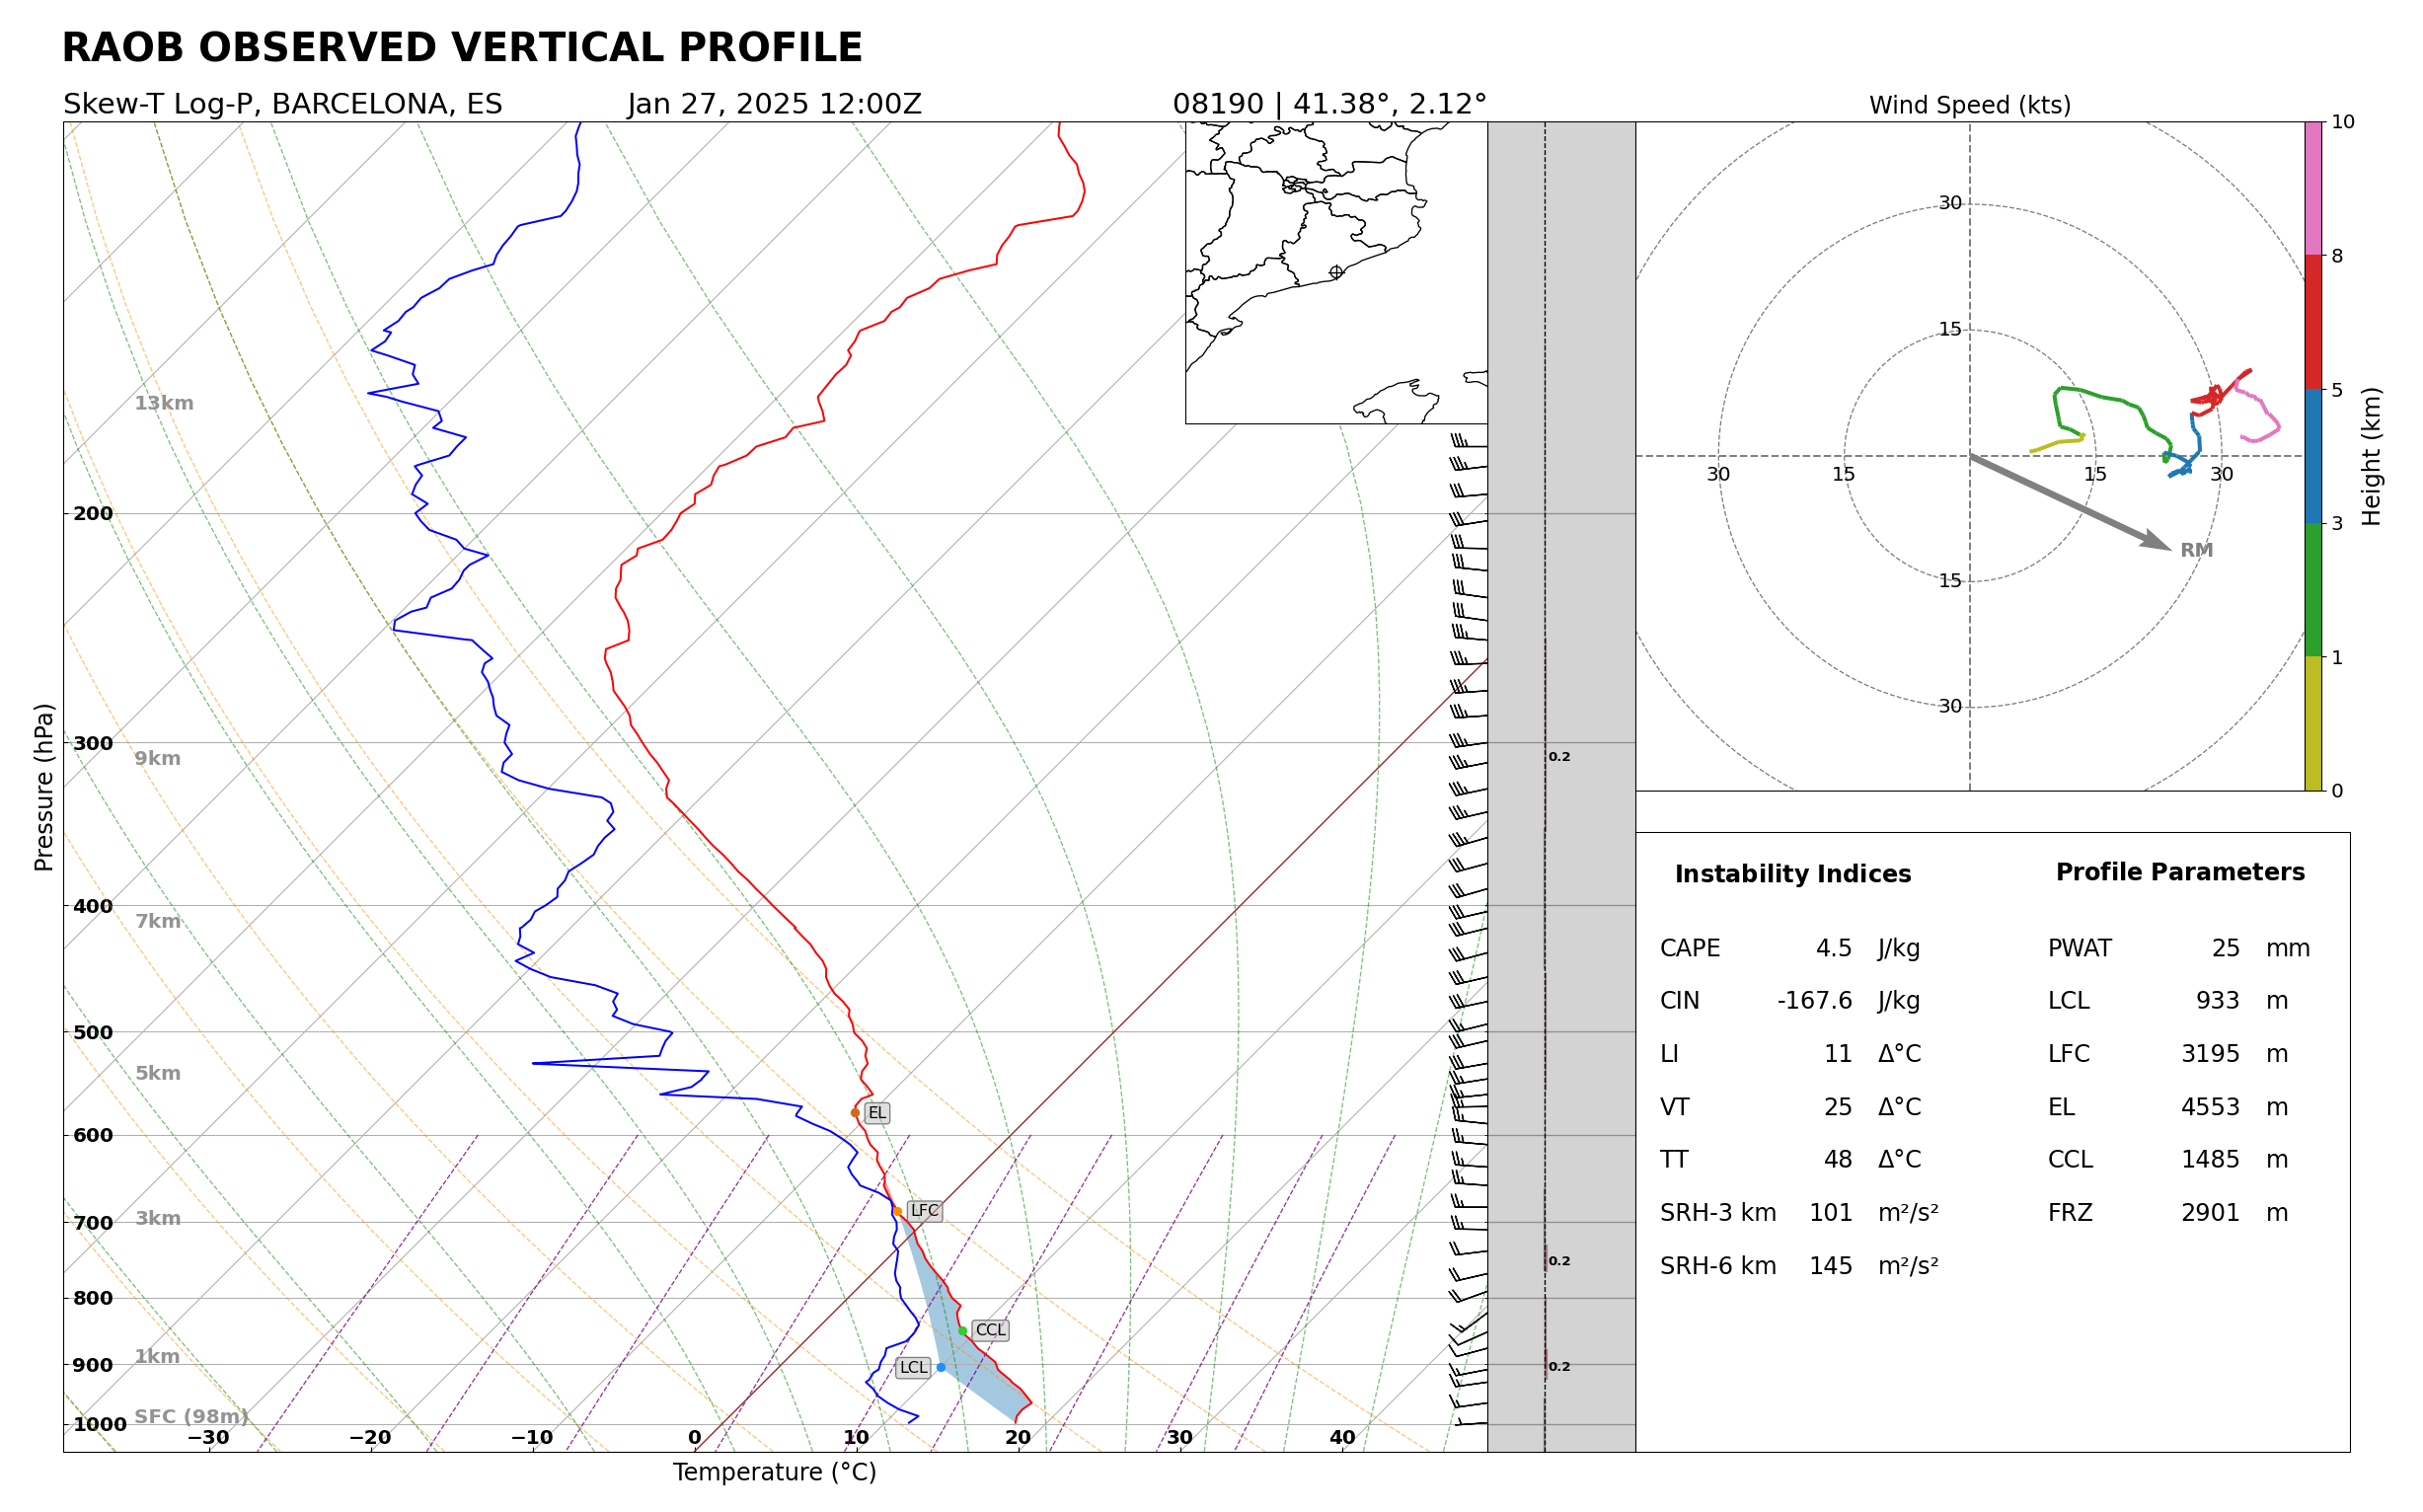 RAOB OBSERVED VERTICAL PROFILE
Skew-T Log-P, BARCELONA, ES Jan 27, 2025 12:00Z 08190 | 41.38°, 2.12°
Wind Speed (kts)
Pressure (hPa)
200
300
400
500
600
700
800
900
1000
13km
9km
7km
5km
3km
1km
SFC (98m)
EL
LFC
CCL
LCL
−30 −20 −10 0 10 20 30 40
Temperature (°C)
0.2
0.2
0.2
30
15
30 15 15 30
15
30
RM
10
8
5
3
1
0
Height (km)
Instability Indices Profile Parameters
CAPE 4.5 J/kg PWAT 25 mm
CIN -167.6 J/kg LCL 933 m
LI 11 Δ°C LFC 3195 m
VT 25 Δ°C EL 4553 m
TT 48 Δ°C CCL 1485 m
SRH-3 km 101 m²/s² FRZ 2901 m
SRH-6 km 145 m²/s²